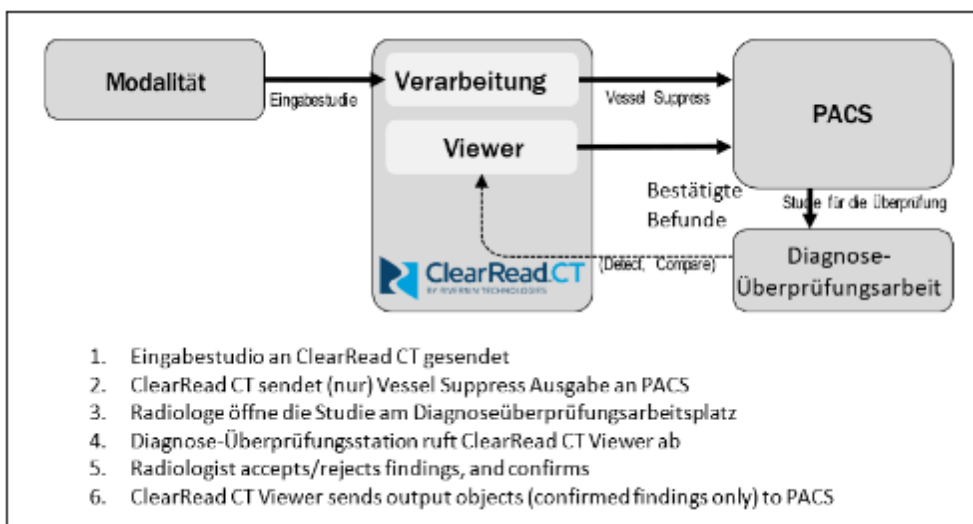 Modalität
Eingabestudie
Verarbeitung
Viewer
Vessel Suppress
PACS
Bestätigte
Befunde
Studie für die Überprüfung
(Detect, Compare)
Diagnose-
Überprüfungsarbeit
ClearRead.CT
BY RIVERAIN TECHNOLOGIES
1. Eingabestudio an ClearRead CT gesendet
2. ClearRead CT sendet (nur) Vessel Suppress Ausgabe an PACS
3. Radiologe öffne die Studie am Diagnoseüberprüfungsarbeitsplatz
4. Diagnose-Überprüfungsstation ruft ClearRead CT Viewer ab
5. Radiologist accepts/rejects findings, and confirms
6. ClearRead CT Viewer sends output objects (confirmed findings only) to PACS